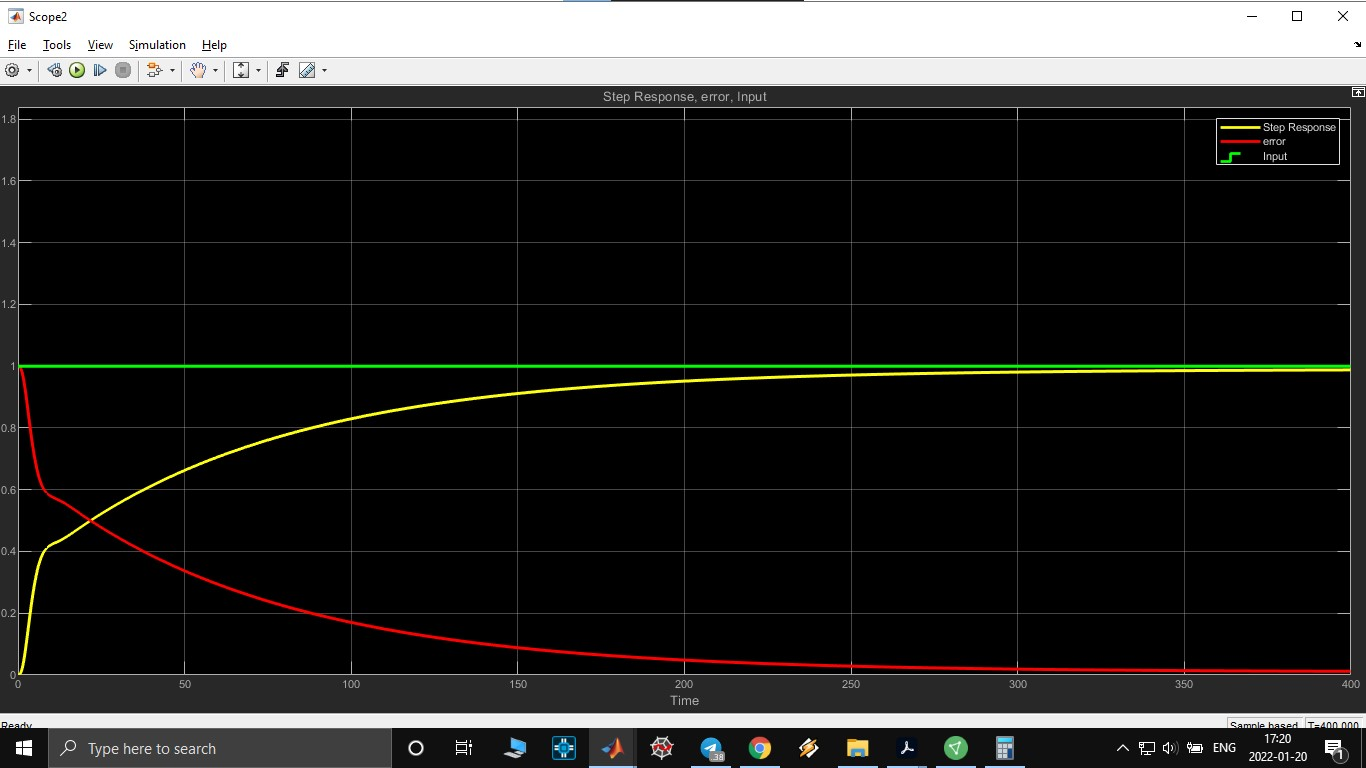 Scope2
File Tools View Simulation Help
Step Response, error, Input
1.8
1.6
1.4
1.2
1
0.8
0.6
0.4
0.2
0
Step Response
error
Input
0 50 100 150 200 250 300 350 400
Time
Ready
Sample based T=400.000
Type here to search
38
ENG
17:20
2022-01-20
1